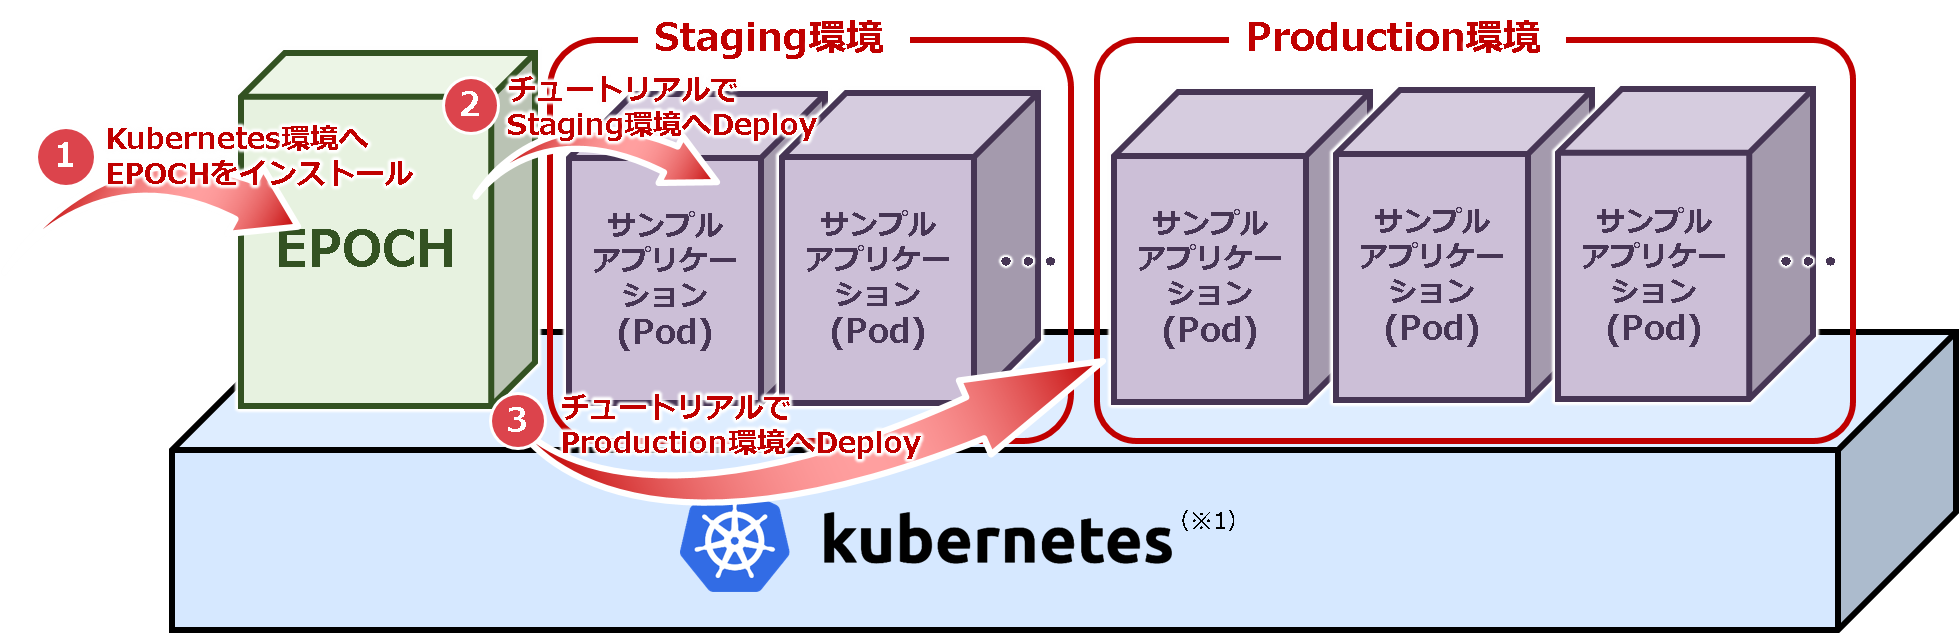 Staging環境
Production環境
1
Kubernetes環境へ
EPOCHをインストール
2
チュートリアルで
Staging環境へDeploy
EPOCH
サンプル
アプリケー
ション
(Pod)
サンプル
アプリケー
ション
(Pod)
・・・
サンプル
アプリケー
ション
(Pod)
サンプル
アプリケー
ション
(Pod)
サンプル
アプリケー
ション
(Pod)
・・・
3
チュートリアルで
Production環境へDeploy
kubernetes（※1）